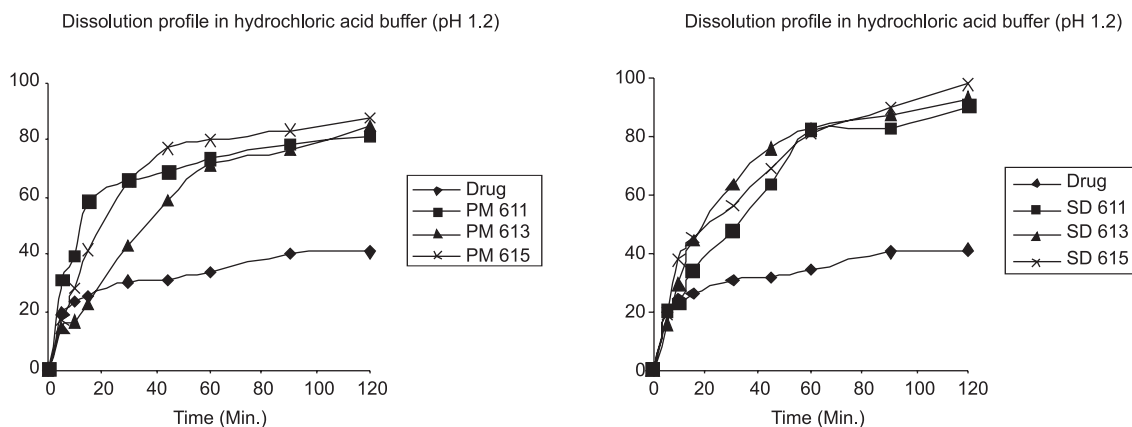 Dissolution profile in hydrochloric acid buffer (pH 1.2)
100
80
60
40
20
0
0 20 40 60 80 100 120
Time (Min.)
Drug
PM 611
PM 613
PM 615
Dissolution profile in hydrochloric acid buffer (pH 1.2)
100
80
60
40
20
0
0 20 40 60 80 100 120
Time (Min.)
Drug
SD 611
SD 613
SD 615